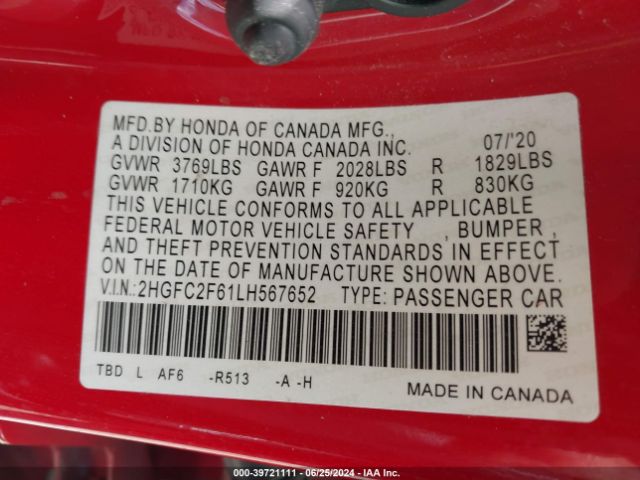 MFD.BY HONDA OF CANADA MFG.,
A DIVISION OF HONDA CANADA INC. 07/'20
GVWR 3769LBS GAWR F 2028LBS R 1829LBS
GVWR 1710KG GAWR F 920KG R 830KG
THIS VEHICLE CONFORMS TO ALL APPLICABLE
FEDERAL MOTOR VEHICLE SAFETY , BUMPER ,
AND THEFT PREVENTION STANDARDS IN EFFECT
ON THE DATE OF MANUFACTURE SHOWN ABOVE.
V.I.N.:2HGFC2F61LH567652 TYPE: PASSENGER CAR
TBD L AF6 -R513 -A -H
MADE IN CANADA
000-39721111 - 06/25/2024 - IAA Inc.